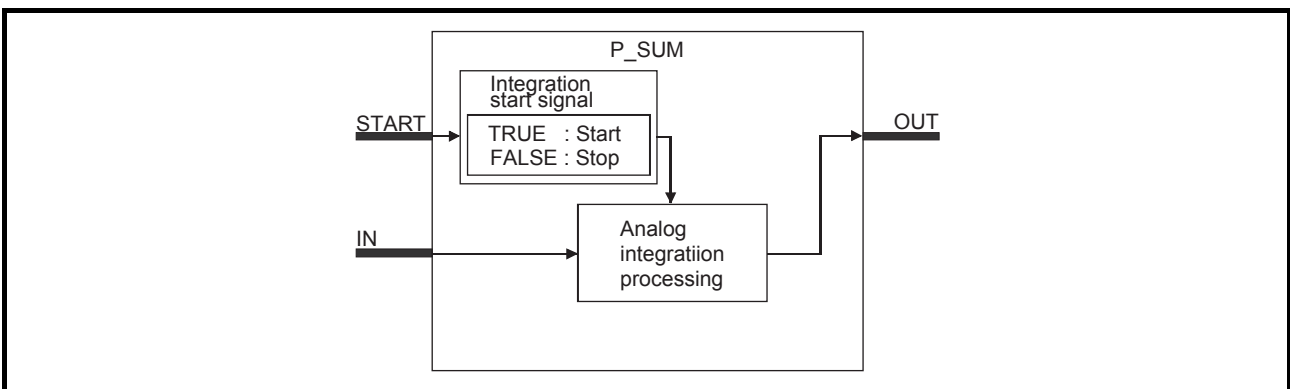 P_SUM
Integration
start signal
START
TRUE : Start
FALSE : Stop
OUT
IN
Analog
integratiion
processing